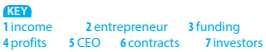 KEY
1 income 2 entrepreneur 3 funding
4 profits 5 CEO 6 contracts 7 investors